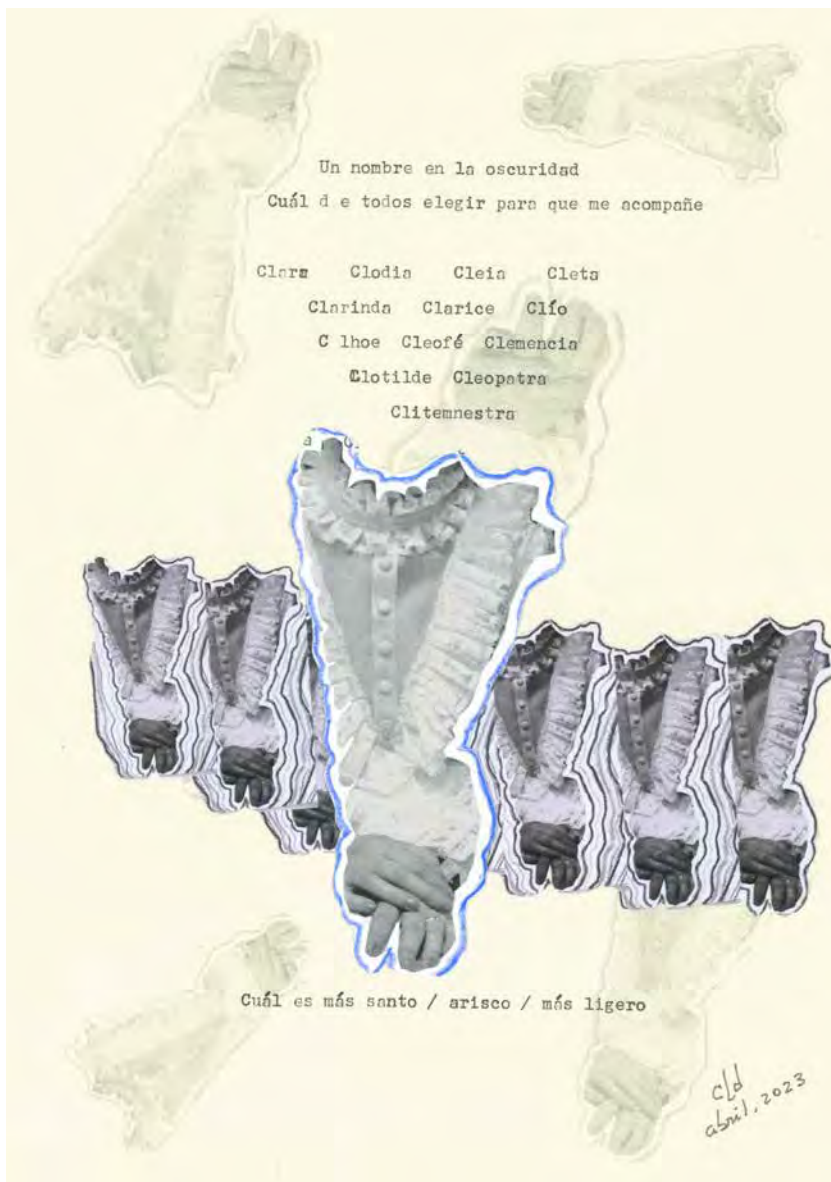 Un nombre en la oscuridad
Cuál d e todos elegir para que me acompañe
Clara Clodia Cleia Cleta
Clarinda Clarice Clío
C lhoe Cleofé Clemencia
Clotilde Cleopatra
Clitemnestra
Cuál es más santo / arisco / más ligero
cld
abril, 2023